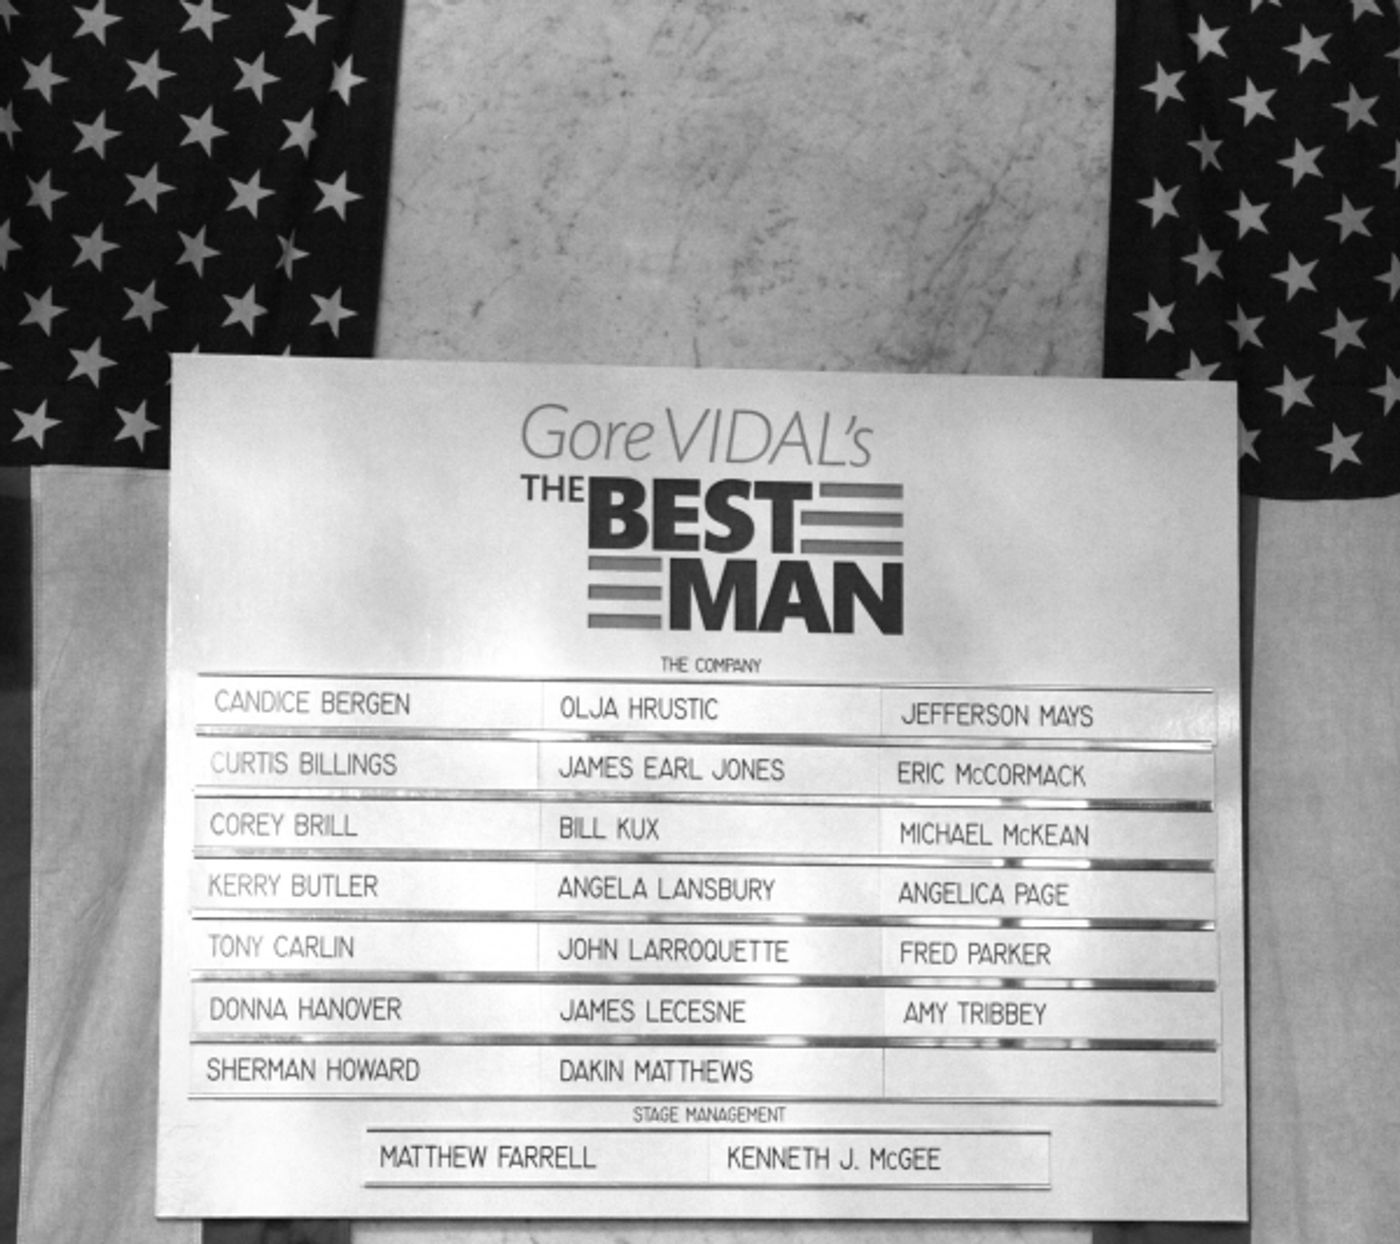 Gore VIDAL's
THE BEST
MAN
THE COMPANY
CANDICE BERGEN OLJA HRUSTIC JEFFERSON MAYS
CURTIS BILLINGS JAMES EARL JONES ERIC McCORMACK
COREY BRILL BILL KUX MICHAEL McKEAN
KERRY BUTLER ANGELA LANSBURY ANGELICA PAGE
TONY CARLIN JOHN LARROQUETTE FRED PARKER
DONNA HANOVER JAMES LECESNE AMY TRIBBEY
SHERMAN HOWARD DAKIN MATTHEWS
STAGE MANAGEMENT
MATTHEW FARRELL KENNETH J. McGEE